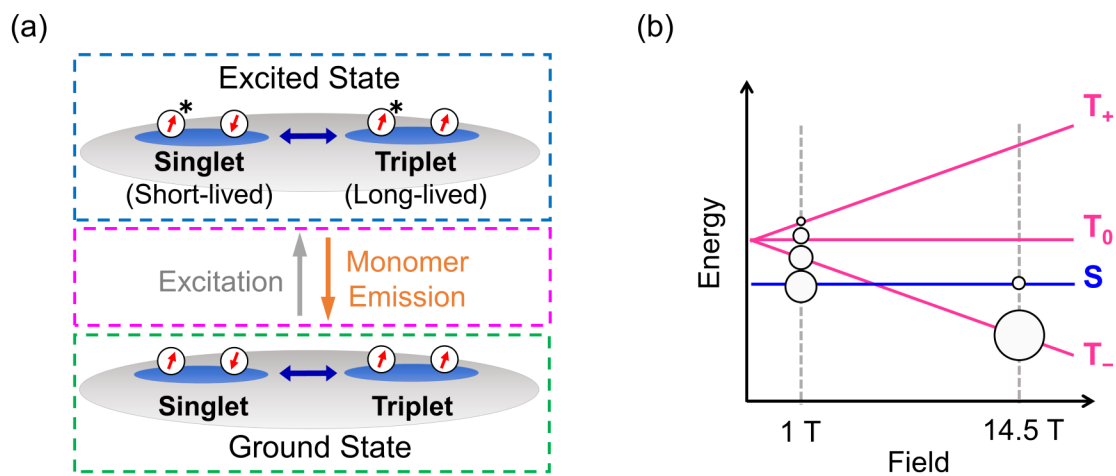 (a)
Excited State
* *
Singlet Triplet
(Short-lived) (Long-lived)
Excitation
Monomer
Emission
Singlet Triplet
Ground State
(b)
Energy
T+
T0
S
T−
1 T 14.5 T
Field